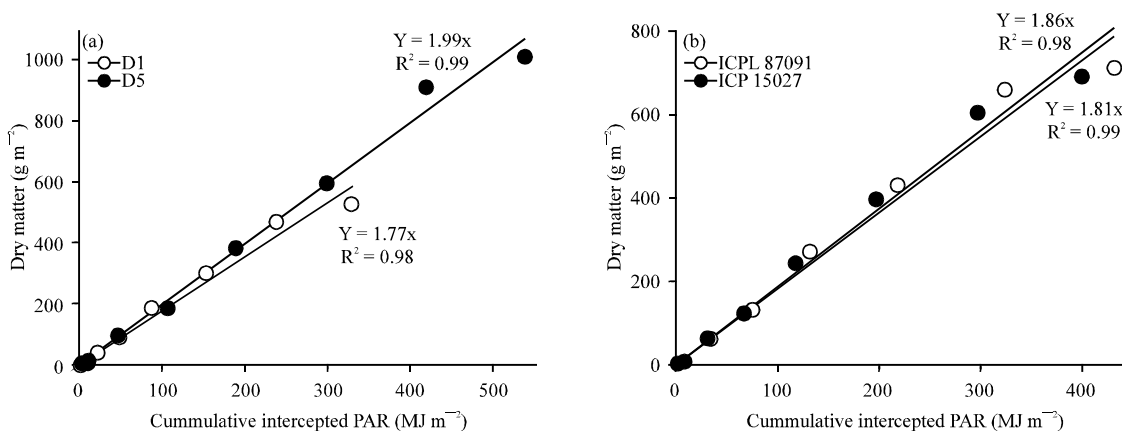 (a)
D1
D5
Y = 1.99x
R² = 0.99
Y = 1.77x
R² = 0.98
1000
800
600
400
200
0
0 100 200 300 400 500
Dry matter (g m⁻²)
Cummulative intercepted PAR (MJ m⁻²)
(b)
ICPL 87091
ICP 15027
Y = 1.86x
R² = 0.98
Y = 1.81x
R² = 0.99
800
600
400
200
0
0 100 200 300 400
Dry matter (g m⁻²)
Cummulative intercepted PAR (MJ m⁻²)